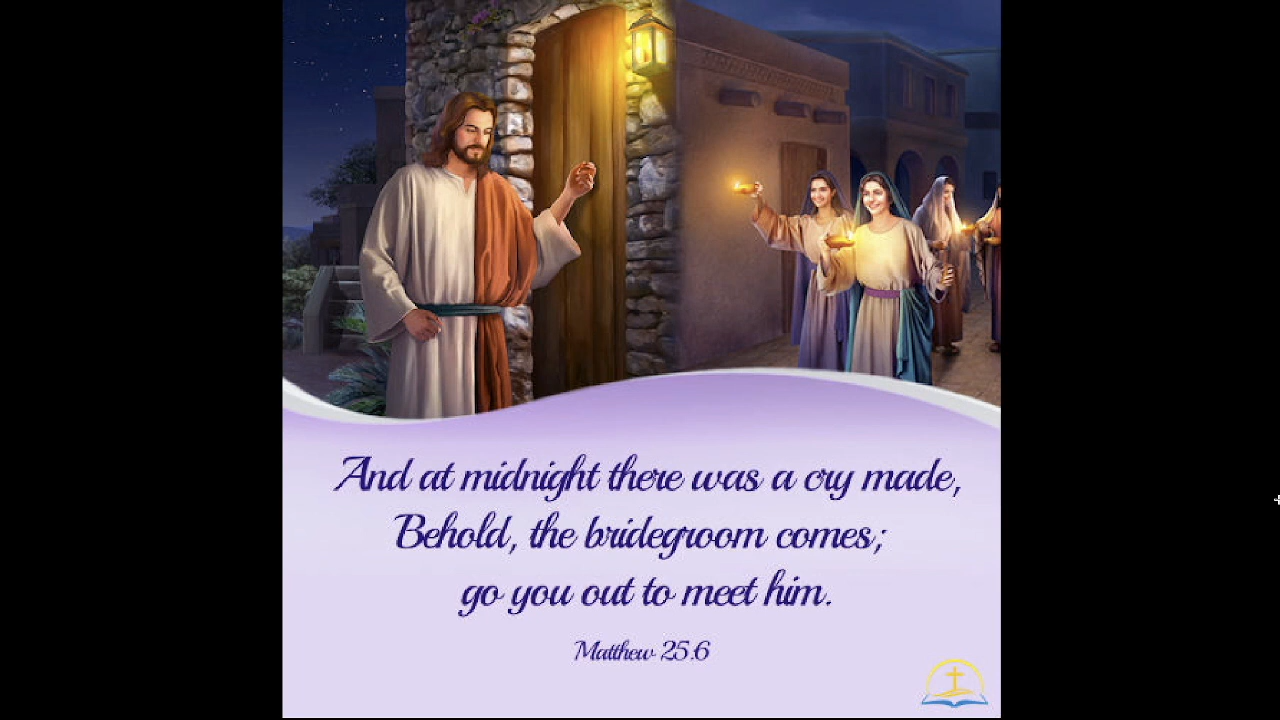 And at midnight there was a cry made,
Behold, the bridegroom comes;
go you out to meet him.
Matthew 25.6